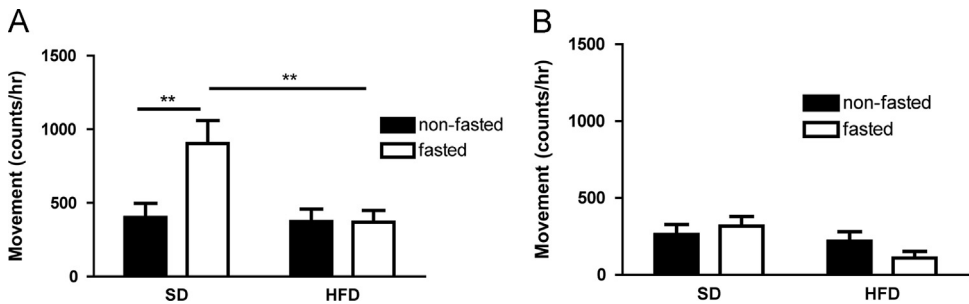 A
Movement (counts/hr)
1500
1000
500
0
**
**
non-fasted
fasted
SD
HFD
B
Movement (counts/hr)
1500
1000
500
0
non-fasted
fasted
SD
HFD